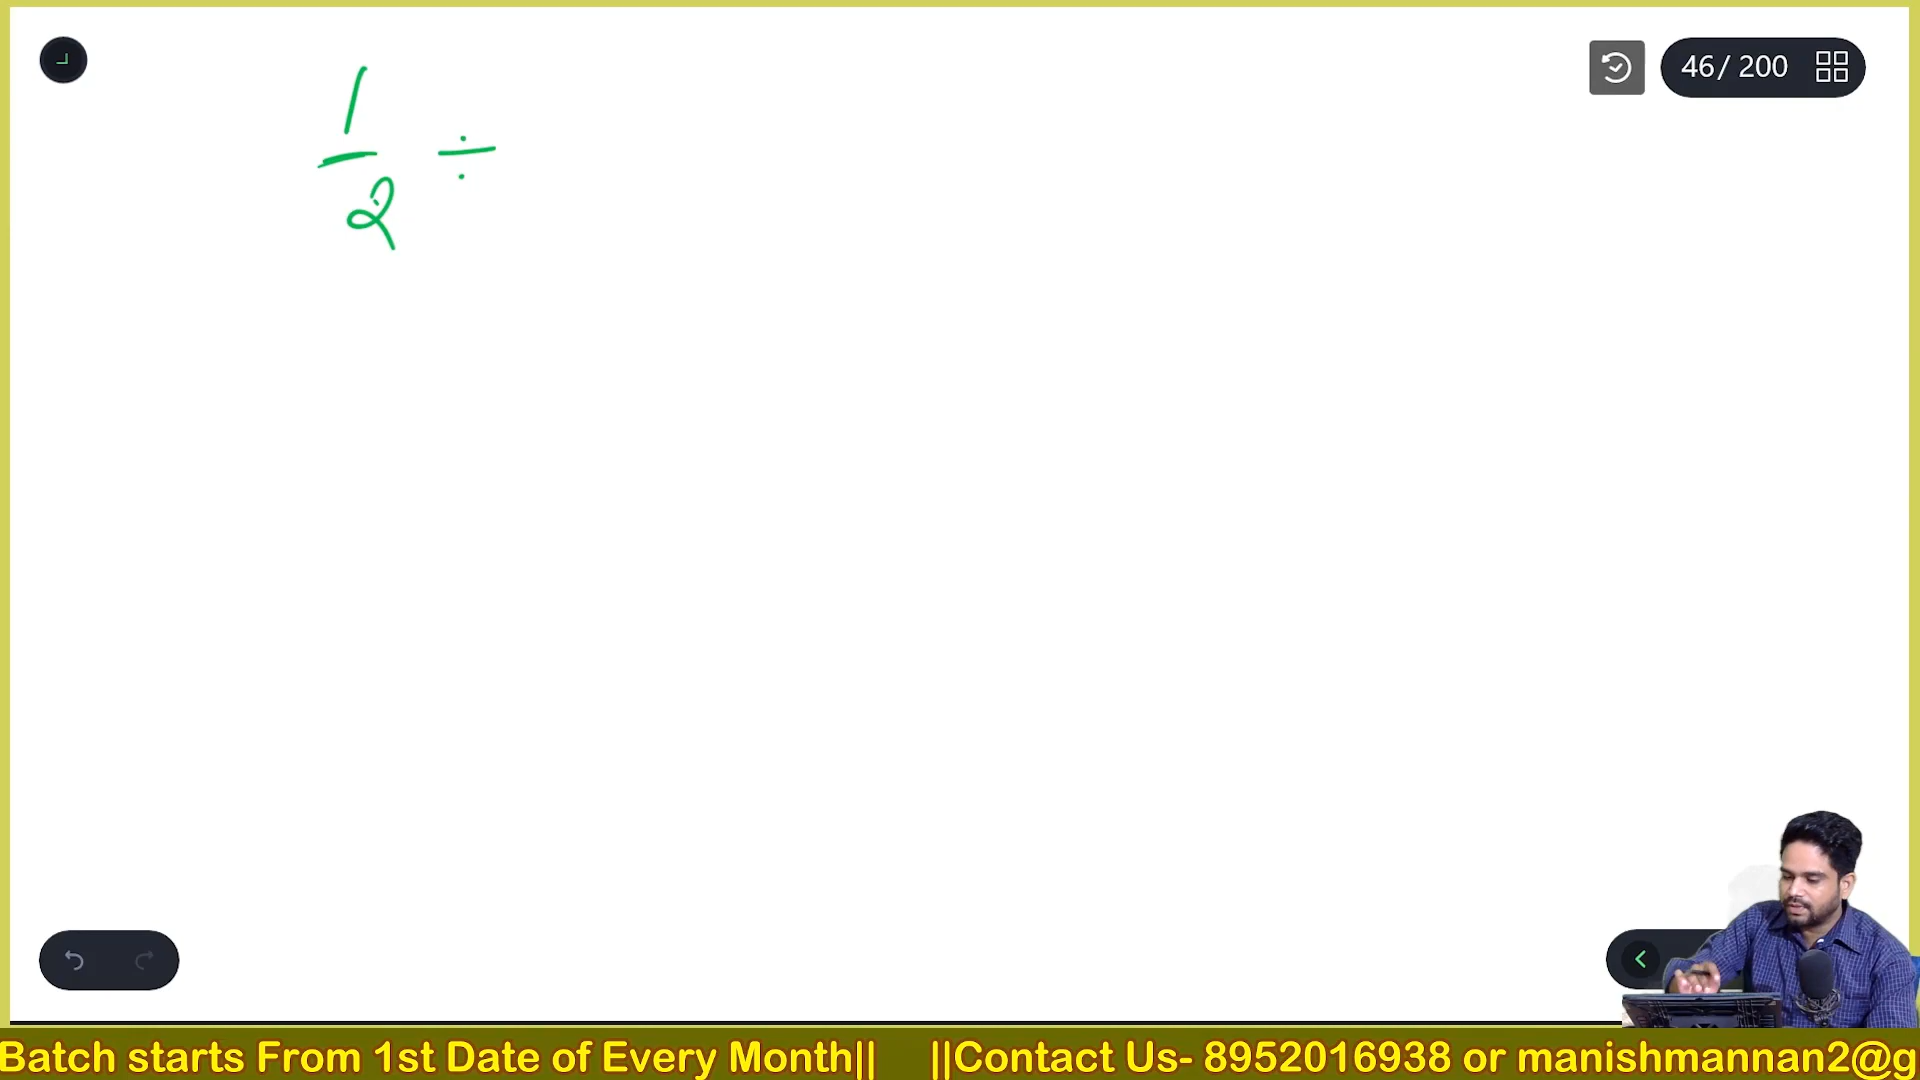 46/ 200
1
2 ÷
Batch starts From 1st Date of Every Month|| ||Contact Us- 8952016938 or manishmannan2@g